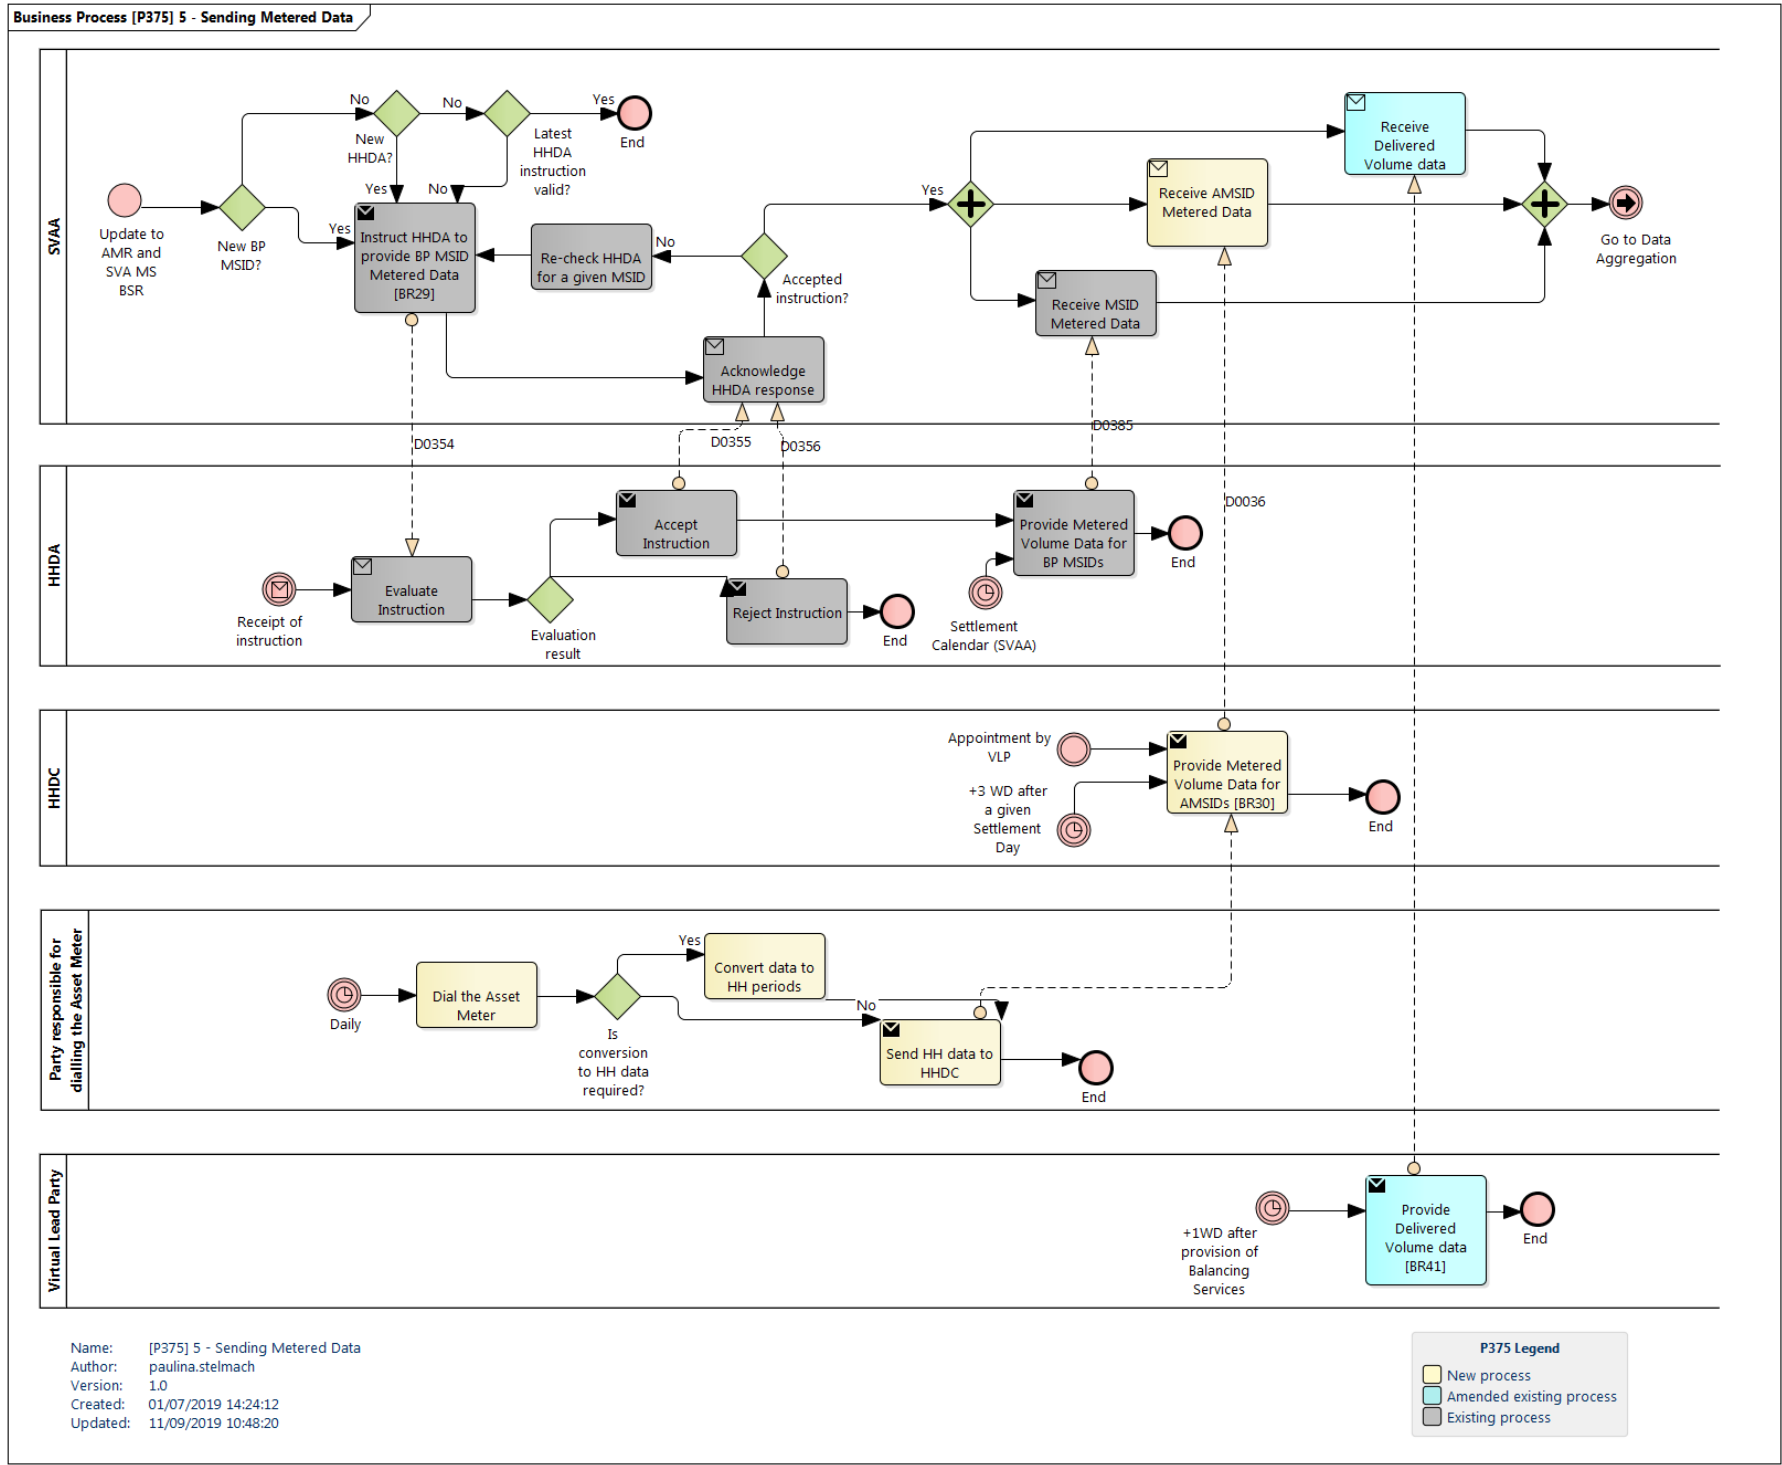 Business Process [P375] 5 - Sending Metered Data
SVAA
Update to
AMR and
SVA MS
BSR
New BP
MSID?
No
New
HHDA?
No
Latest
HHDA
instruction
valid?
Yes
End
Yes
No
Yes
Instruct HHDA to
provide BP MSID
Metered Data
[BR29]
Re-check HHDA
for a given MSID
No
Accepted
instruction?
Acknowledge
HHDA response
Yes
Receive
Delivered
Volume data
Receive AMSID
Metered Data
Receive MSID
Metered Data
Go to Data
Aggregation
D0354
D0355
D0356
D0385
D0036
HHDA
Receipt of
instruction
Evaluate
Instruction
Evaluation
result
Accept
Instruction
Reject Instruction
End
Settlement
Calendar (SVAA)
Provide Metered
Volume Data for
BP MSIDs
End
HHDC
Appointment by
VLP
+3 WD after
a given
Settlement
Day
Provide Metered
Volume Data for
AMSIDs [BR30]
End
Party responsible for
dialling the Asset Meter
Daily
Dial the Asset
Meter
Is
conversion
to HH data
required?
Yes
Convert data to
HH periods
No
Send HH data to
HHDC
End
Virtual Lead Party
+1WD after
provision of
Balancing
Services
Provide
Delivered
Volume data
[BR41]
End
Name: [P375] 5 - Sending Metered Data
Author: paulina.stelmach
Version: 1.0
Created: 01/07/2019 14:24:12
Updated: 11/09/2019 10:48:20
P375 Legend
New process
Amended existing process
Existing process